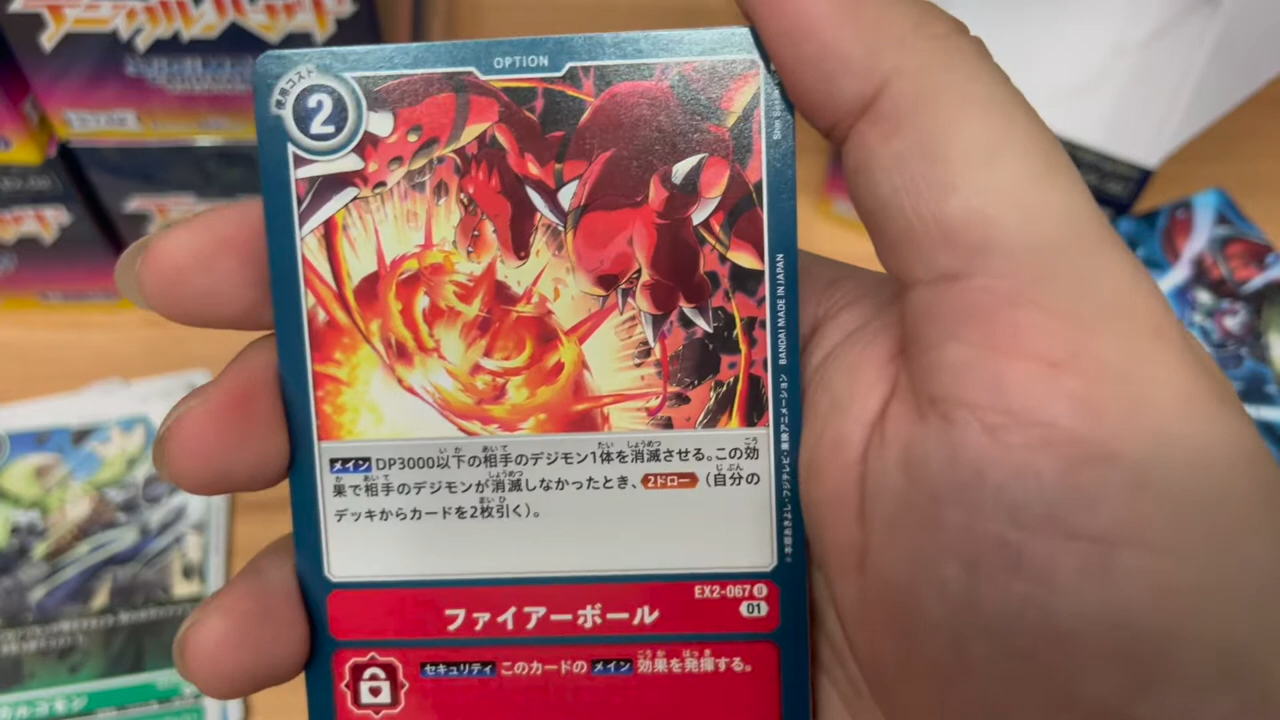 OPTION
使用コスト
2
メイン DP3000以下の相手のデジモン1体を消滅させる。この効
果で相手のデジモンが消滅しなかったとき、2ドロー（自分の
デッキからカードを2枚引く）。
BANDAI MADE IN JAPAN
EX2-067 U
01
ファイアーボール
セキュリティ このカードの メイン 効果を発揮する。